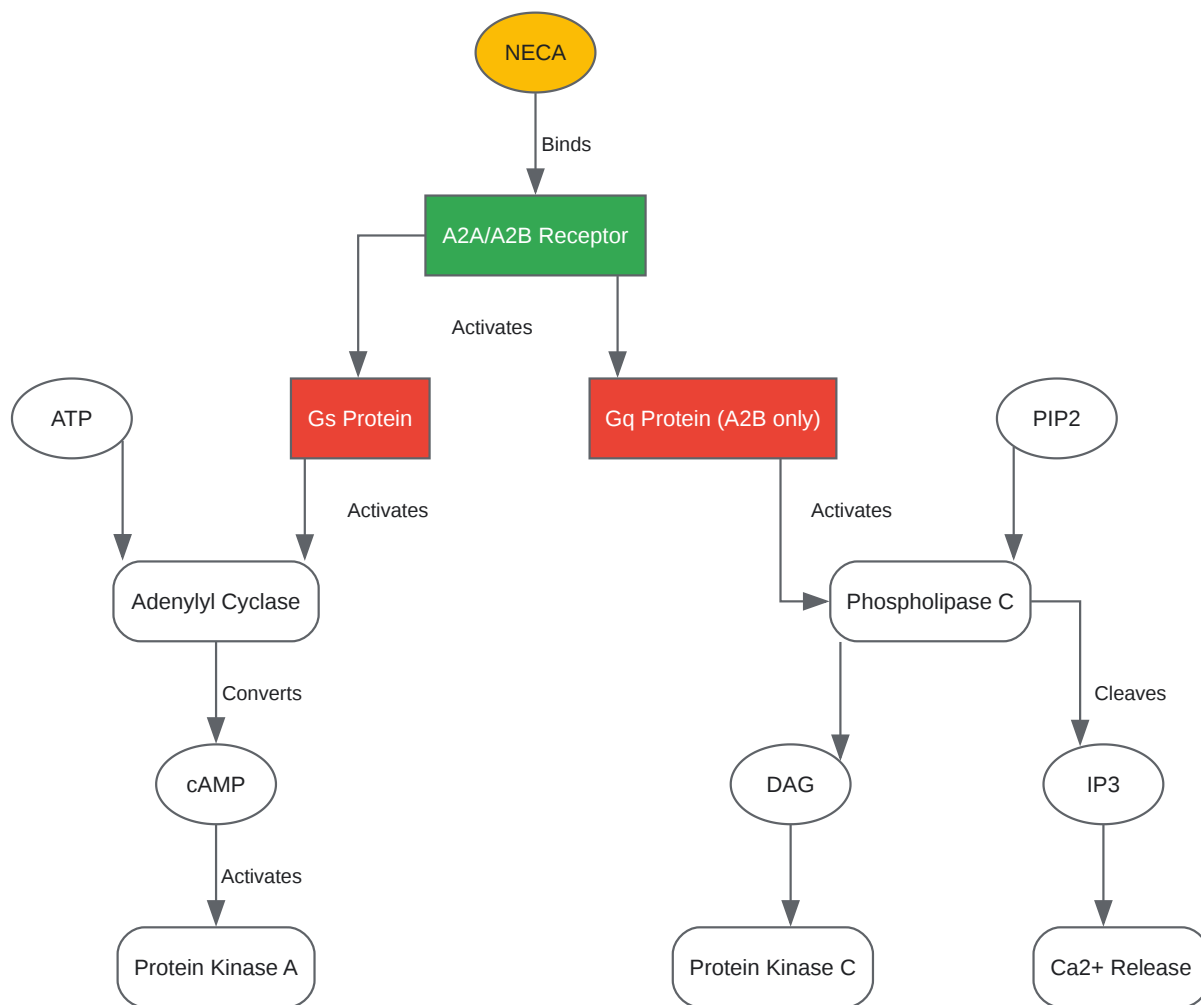 NECA
Binds
A2A/A2B Receptor
Activates
ATP
Gs Protein
Gq Protein (A2B only)
PIP2
Activates
Activates
Adenylyl Cyclase
Phospholipase C
Converts
Cleaves
cAMP
DAG
IP3
Activates
Protein Kinase A
Protein Kinase C
Ca2+ Release